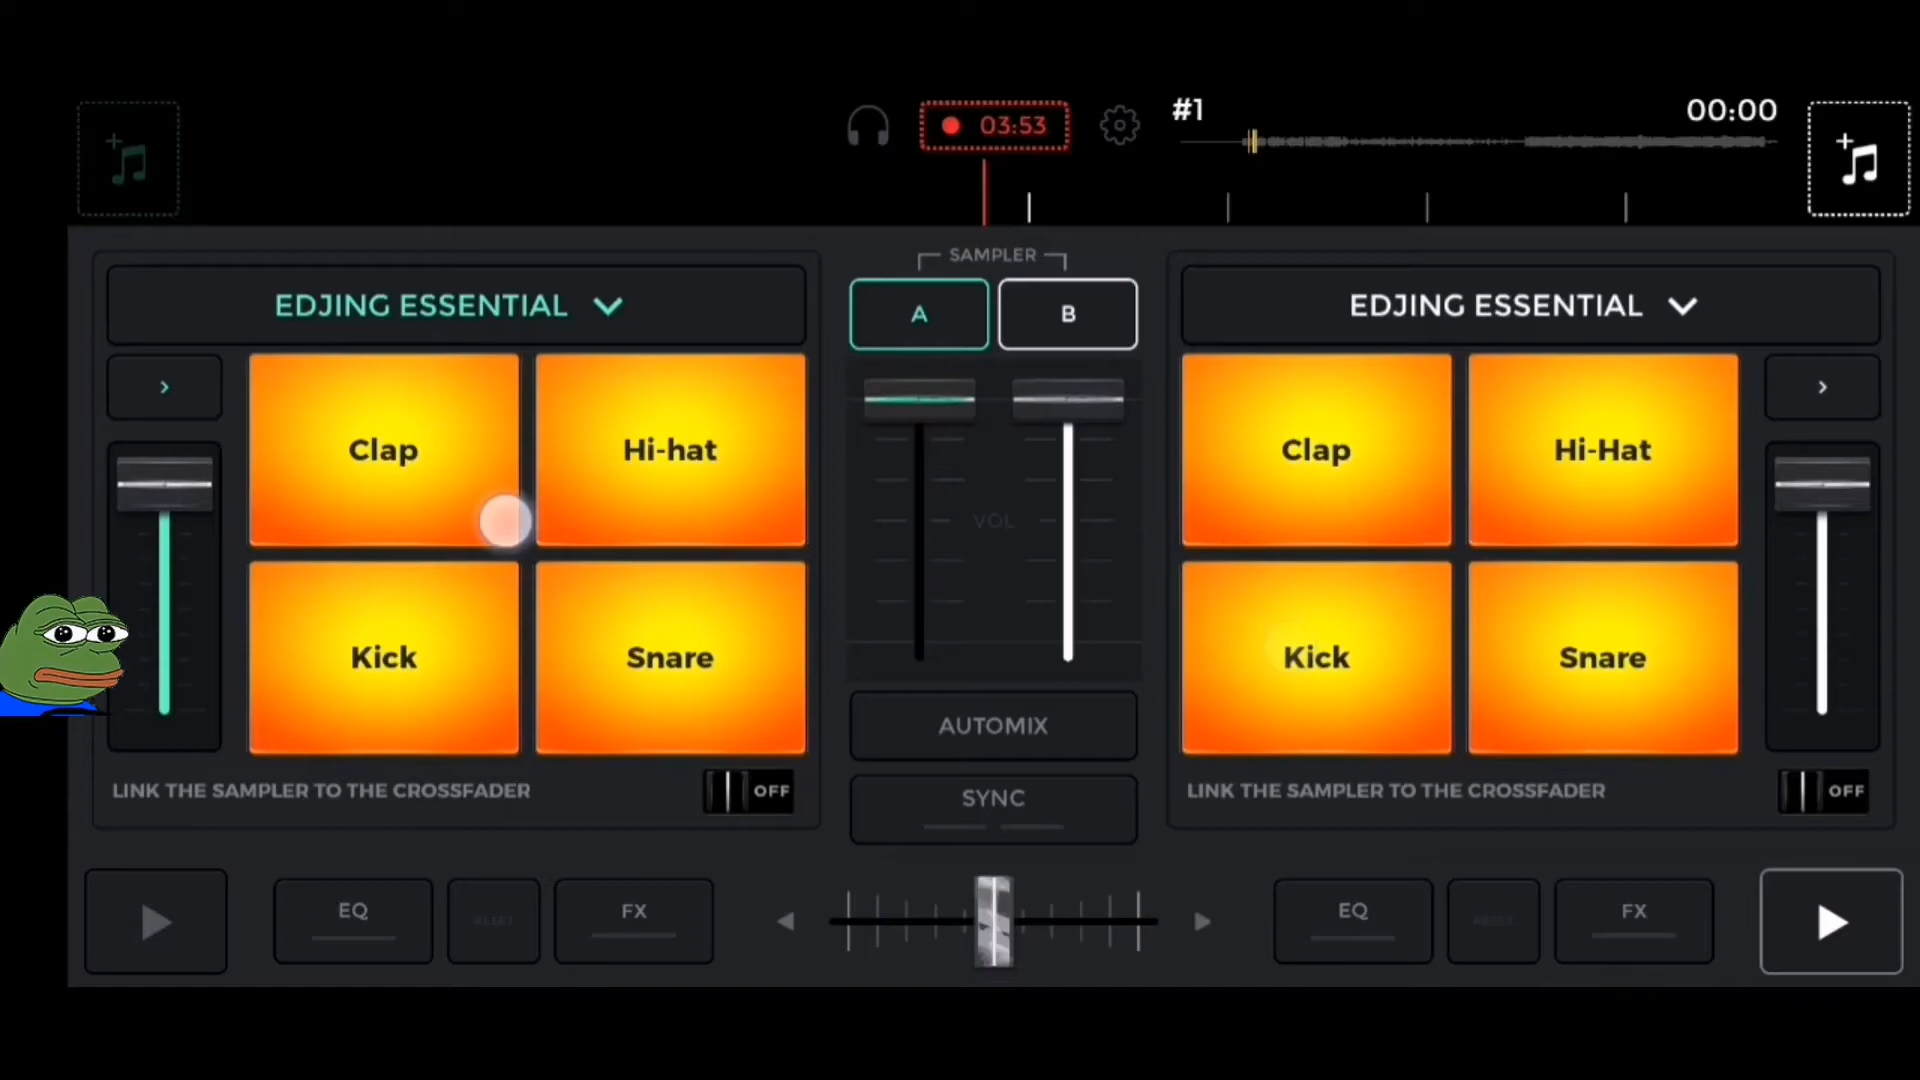 03:53
#1
00:00
SAMPLER
EDJING ESSENTIAL
A
B
EDJING ESSENTIAL
Clap
Hi-hat
Clap
Hi-Hat
VOL
Kick
Snare
Kick
Snare
AUTOMIX
LINK THE SAMPLER TO THE CROSSFADER
OFF
SYNC
LINK THE SAMPLER TO THE CROSSFADER
OFF
EQ
RESET
FX
EQ
RESET
FX